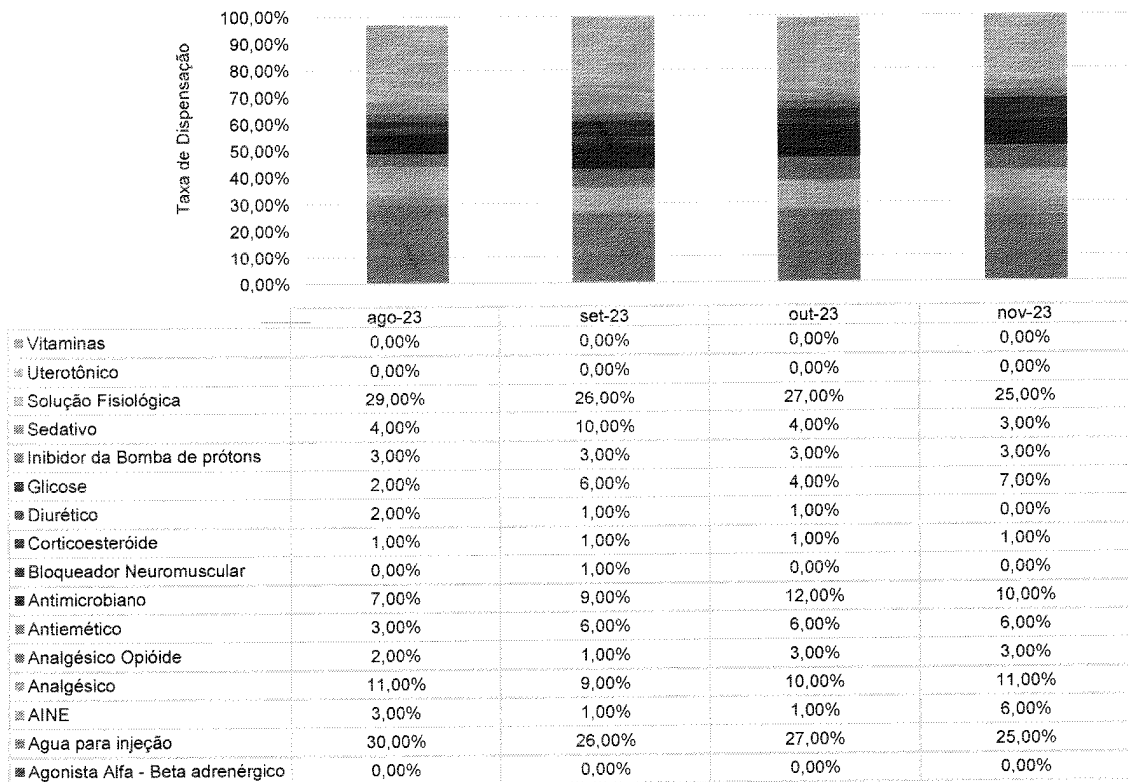 Taxa de Dispensação
100,00%
90,00%
80,00%
70,00%
60,00%
50,00%
40,00%
30,00%
20,00%
10,00%
0,00%
ago-23 set-23 out-23 nov-23
Vitaminas 0,00% 0,00% 0,00% 0,00%
Uterotônico 0,00% 0,00% 0,00% 0,00%
Solução Fisiológica 29,00% 26,00% 27,00% 25,00%
Sedativo 4,00% 10,00% 4,00% 3,00%
Inibidor da Bomba de prótons 3,00% 3,00% 3,00% 3,00%
Glicose 2,00% 6,00% 4,00% 7,00%
Diurético 2,00% 1,00% 1,00% 0,00%
Corticoesteróide 1,00% 1,00% 1,00% 1,00%
Bloqueador Neuromuscular 0,00% 1,00% 0,00% 0,00%
Antimicrobiano 7,00% 9,00% 12,00% 10,00%
Antiemético 3,00% 6,00% 6,00% 6,00%
Analgésico Opióide 2,00% 1,00% 3,00% 3,00%
Analgésico 11,00% 9,00% 10,00% 11,00%
AINE 3,00% 1,00% 1,00% 6,00%
Agua para injeção 30,00% 26,00% 27,00% 25,00%
Agonista Alfa - Beta adrenérgico 0,00% 0,00% 0,00% 0,00%